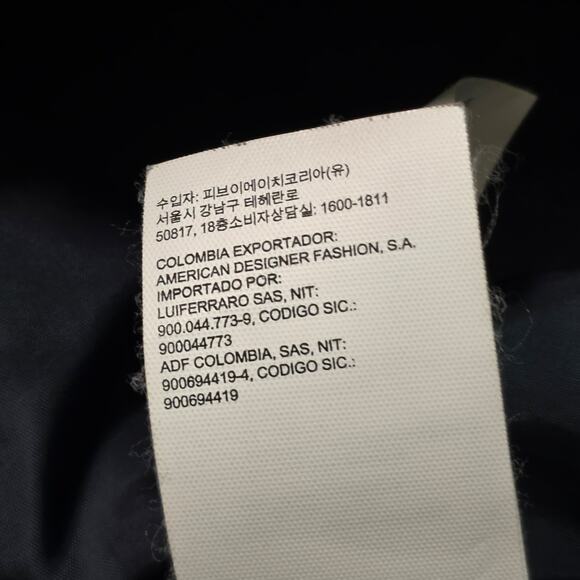 수입자: 피브이에이치코리아(유)
서울시 강남구 테헤란로
50817, 18층소비자상담실: 1600-1811
COLOMBIA EXPORTADOR:
AMERICAN DESIGNER FASHION, S.A.
IMPORTADO POR:
LUIFERRARO SAS, NIT:
900.044.773-9, CODIGO SIC.:
900044773
ADF COLOMBIA, SAS, NIT:
900694419-4, CODIGO SIC.:
900694419